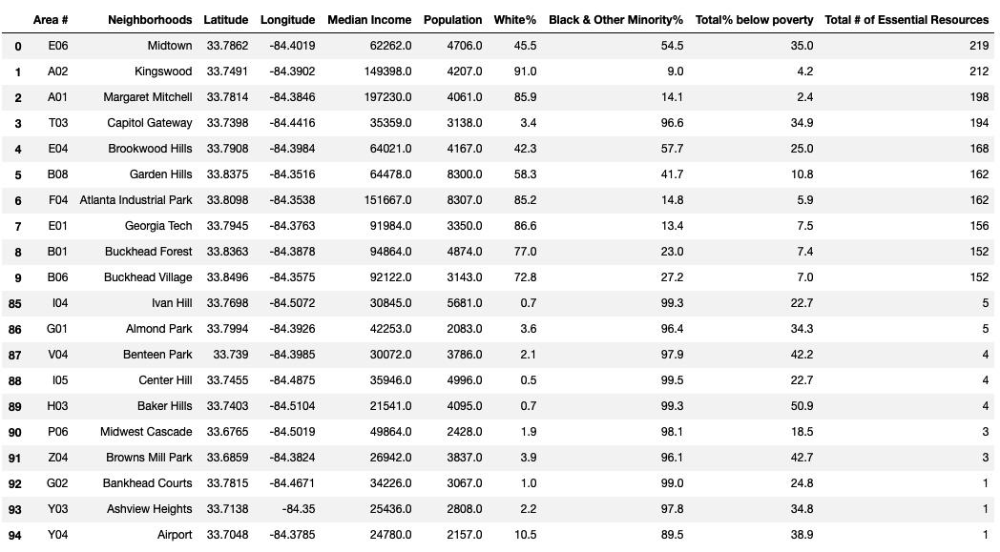 Area # Neighborhoods Latitude Longitude Median Income Population White% Black & Other Minority% Total% below poverty Total # of Essential Resources
0 E06 Midtown 33.7862 -84.4019 62262.0 4706.0 45.5 54.5 35.0 219
1 A02 Kingswood 33.7491 -84.3902 149398.0 4207.0 91.0 9.0 4.2 212
2 A01 Margaret Mitchell 33.7814 -84.3846 197230.0 4061.0 85.9 14.1 2.4 198
3 T03 Capitol Gateway 33.7398 -84.4416 35359.0 3138.0 3.4 96.6 34.9 194
4 E04 Brookwood Hills 33.7908 -84.3984 64021.0 4167.0 42.3 57.7 25.0 168
5 B08 Garden Hills 33.8375 -84.3516 64478.0 8300.0 58.3 41.7 10.8 162
6 F04 Atlanta Industrial Park 33.8098 -84.3538 151667.0 8307.0 85.2 14.8 5.9 162
7 E01 Georgia Tech 33.7945 -84.3763 91984.0 3350.0 86.6 13.4 7.5 156
8 B01 Buckhead Forest 33.8363 -84.3878 94864.0 4874.0 77.0 23.0 7.4 152
9 B06 Buckhead Village 33.8496 -84.3575 92122.0 3143.0 72.8 27.2 7.0 152
85 I04 Ivan Hill 33.7698 -84.5072 30845.0 5681.0 0.7 99.3 22.7 5
86 G01 Almond Park 33.7994 -84.3926 42253.0 2083.0 3.6 96.4 34.3 5
87 V04 Benteen Park 33.739 -84.3985 30072.0 3786.0 2.1 97.9 42.2 4
88 I05 Center Hill 33.7455 -84.4875 35946.0 4996.0 0.5 99.5 22.7 4
89 H03 Baker Hills 33.7403 -84.5104 21541.0 4095.0 0.7 99.3 50.9 4
90 P06 Midwest Cascade 33.6765 -84.5019 49864.0 2428.0 1.9 98.1 18.5 3
91 Z04 Browns Mill Park 33.6859 -84.3824 26942.0 3837.0 3.9 96.1 42.7 3
92 G02 Bankhead Courts 33.7815 -84.4671 34226.0 3067.0 1.0 99.0 24.8 1
93 Y03 Ashview Heights 33.7138 -84.35 25436.0 2808.0 2.2 97.8 34.8 1
94 Y04 Airport 33.7048 -84.3785 24780.0 2157.0 10.5 89.5 38.9 1